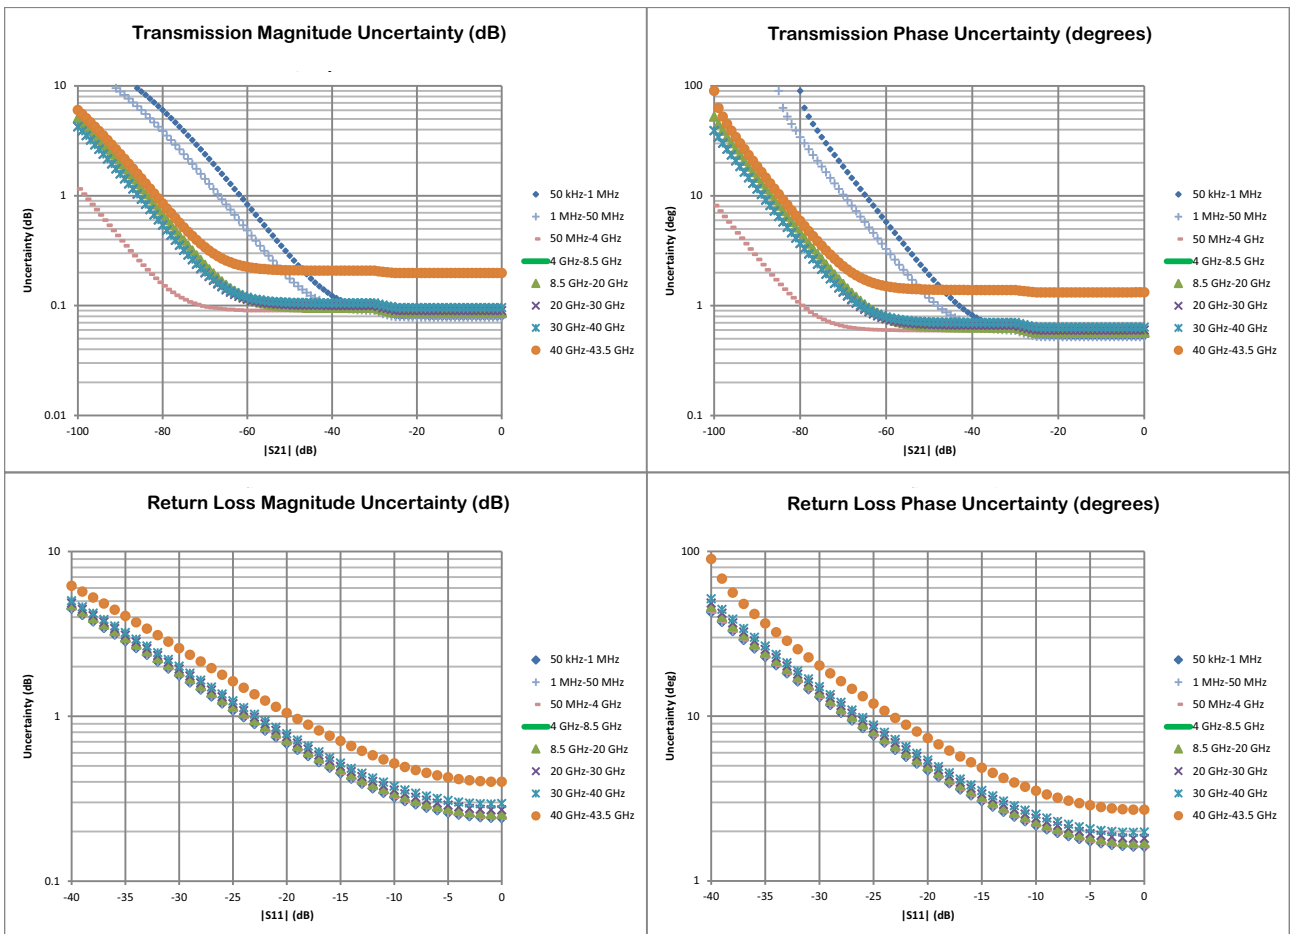 Transmission Magnitude Uncertainty (dB)
Uncertainty (dB)
10
1
0.1
0.01
-100
-80
-60
-40
-20
0
|S21| (dB)
50 kHz-1 MHz
1 MHz-50 MHz
50 MHz-4 GHz
4 GHz-8.5 GHz
8.5 GHz-20 GHz
20 GHz-30 GHz
30 GHz-40 GHz
40 GHz-43.5 GHz
Transmission Phase Uncertainty (degrees)
Uncertainty (deg)
100
10
1
0.1
-100
-80
-60
-40
-20
0
|S21| (dB)
50 kHz-1 MHz
1 MHz-50 MHz
50 MHz-4 GHz
4 GHz-8.5 GHz
8.5 GHz-20 GHz
20 GHz-30 GHz
30 GHz-40 GHz
40 GHz-43.5 GHz
Return Loss Magnitude Uncertainty (dB)
Uncertainty (dB)
10
1
0.1
-40
-35
-30
-25
-20
-15
-10
-5
0
|S11| (dB)
50 kHz-1 MHz
1 MHz-50 MHz
50 MHz-4 GHz
4 GHz-8.5 GHz
8.5 GHz-20 GHz
20 GHz-30 GHz
30 GHz-40 GHz
40 GHz-43.5 GHz
Return Loss Phase Uncertainty (degrees)
Uncertainty (deg)
100
10
1
-40
-35
-30
-25
-20
-15
-10
-5
0
|S11| (dB)
50 kHz-1 MHz
1 MHz-50 MHz
50 MHz-4 GHz
4 GHz-8.5 GHz
8.5 GHz-20 GHz
20 GHz-30 GHz
30 GHz-40 GHz
40 GHz-43.5 GHz